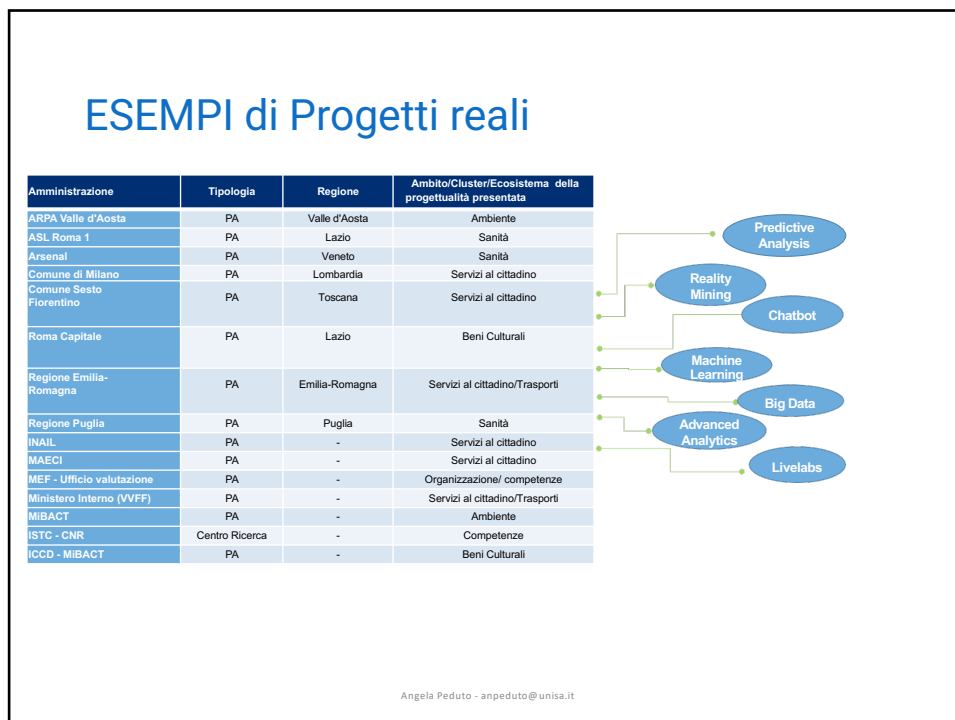 ESEMPI di Progetti reali
Amministrazione Tipologia Regione Ambito/Cluster/Ecosistema della
progettualità presentata
ARPA Valle d'Aosta PA Valle d'Aosta Ambiente
ASL Roma 1 PA Lazio Sanità
Arsenal PA Veneto Sanità
Comune di Milano PA Lombardia Servizi al cittadino
Comune Sesto
Fiorentino PA Toscana Servizi al cittadino
Roma Capitale PA Lazio Beni Culturali
Regione Emilia-
Romagna PA Emilia-Romagna Servizi al cittadino/Trasporti
Regione Puglia PA Puglia Sanità
INAIL PA - Servizi al cittadino
MAECI PA - Servizi al cittadino
MEF - Ufficio valutazione PA - Organizzazione/ competenze
Ministero Interno (VVFF) PA - Servizi al cittadino/Trasporti
MiBACT PA - Ambiente
ISTC - CNR Centro Ricerca - Competenze
ICCD - MiBACT PA - Beni Culturali
Predictive
Analysis
Reality
Mining
Chatbot
Machine
Learning
Big Data
Advanced
Analytics
Livelabs
Angela Peduto - anpeduto@unisa.it